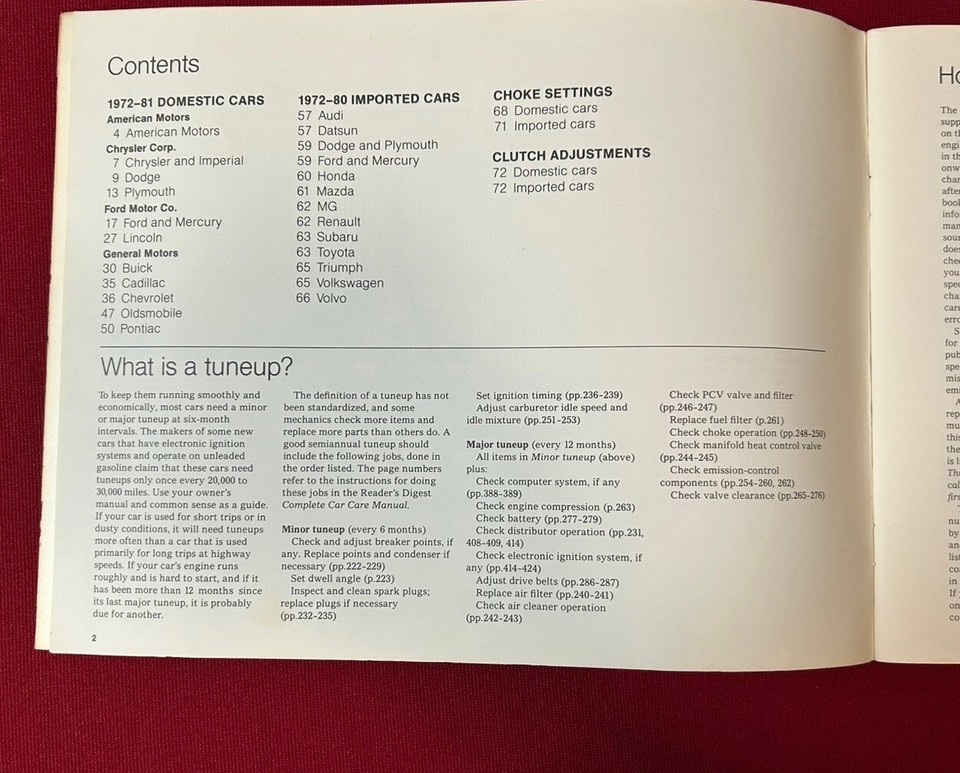 Contents
1972–81 DOMESTIC CARS
American Motors
4 American Motors
Chrysler Corp.
7 Chrysler and Imperial
9 Dodge
13 Plymouth
Ford Motor Co.
17 Ford and Mercury
27 Lincoln
General Motors
30 Buick
35 Cadillac
36 Chevrolet
47 Oldsmobile
50 Pontiac
1972–80 IMPORTED CARS
57 Audi
57 Datsun
59 Dodge and Plymouth
59 Ford and Mercury
60 Honda
61 Mazda
62 MG
62 Renault
63 Subaru
63 Toyota
65 Triumph
65 Volkswagen
66 Volvo
CHOKE SETTINGS
68 Domestic cars
71 Imported cars
CLUTCH ADJUSTMENTS
72 Domestic cars
72 Imported cars
What is a tuneup?
To keep them running smoothly and
economically, most cars need a minor
or major tuneup at six-month
intervals. The makers of some new
cars that have electronic ignition
systems and operate on unleaded
gasoline claim that these cars need
tuneups only once every 20,000 to
30,000 miles. Use your owner's
manual and common sense as a guide.
If your car is used for short trips or in
dusty conditions, it will need tuneups
more often than a car that is used
primarily for long trips at highway
speeds. If your car's engine runs
roughly and is hard to start, and if it
has been more than 12 months since
its last major tuneup, it is probably
due for another.
The definition of a tuneup has not
been standardized, and some
mechanics check more items and
replace more parts than others do. A
good semiannual tuneup should
include the following jobs, done in
the order listed. The page numbers
refer to the instructions for doing
these jobs in the Reader's Digest
Complete Car Care Manual.
Minor tuneup (every 6 months)
Check and adjust breaker points, if
any. Replace points and condenser if
necessary (pp.222-229)
Set dwell angle (p.223)
Inspect and clean spark plugs;
replace plugs if necessary
(pp.232-235)
Set ignition timing (pp.236-239)
Adjust carburetor idle speed and
idle mixture (pp.251-253)
Major tuneup (every 12 months)
All items in Minor tuneup (above)
plus:
Check computer system, if any
(pp.388-389)
Check engine compression (p.263)
Check battery (pp.277-279)
Check distributor operation (pp.231,
408-409, 414)
Check electronic ignition system, if
any (pp.414-424)
Adjust drive belts (pp.286-287)
Replace air filter (pp.240-241)
Check air cleaner operation
(pp.242-243)
Check PCV valve and filter
(pp.246-247)
Replace fuel filter (p.261)
Check choke operation (pp.248-250)
Check manifold heat control valve
(pp.244-245)
Check emission-control
components (pp.254-260, 262)
Check valve clearance (pp.265-276)
2